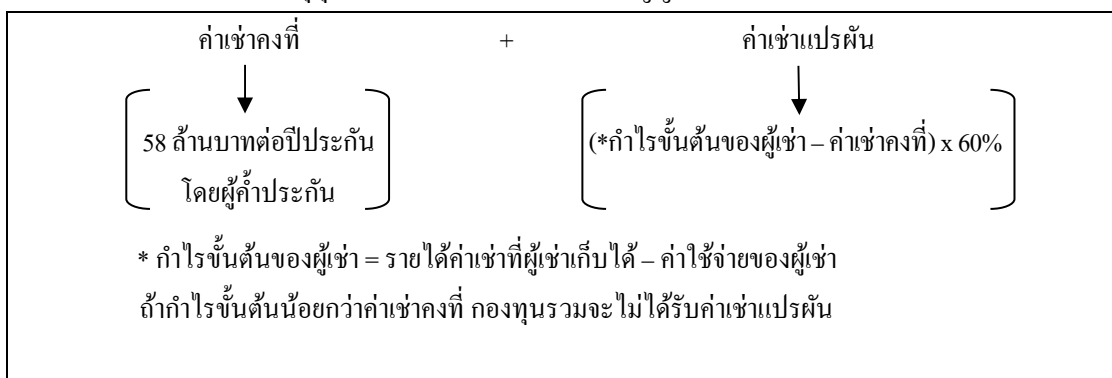 ค่าเช่าคงที่ + ค่าเช่าแปรผัน
58 ล้านบาทต่อปีประกัน
โดยผู้ค้ำประกัน
(*กำไรขั้นต้นของผู้เช่า – ค่าเช่าคงที่) x 60%
* กำไรขั้นต้นของผู้เช่า = รายได้ค่าเช่าที่ผู้เช่าเก็บได้ – ค่าใช้จ่ายของผู้เช่า
ถ้ากำไรขั้นต้นน้อยกว่าค่าเช่าคงที่ กองทุนรวมจะไม่ได้รับค่าเช่าแปรผัน